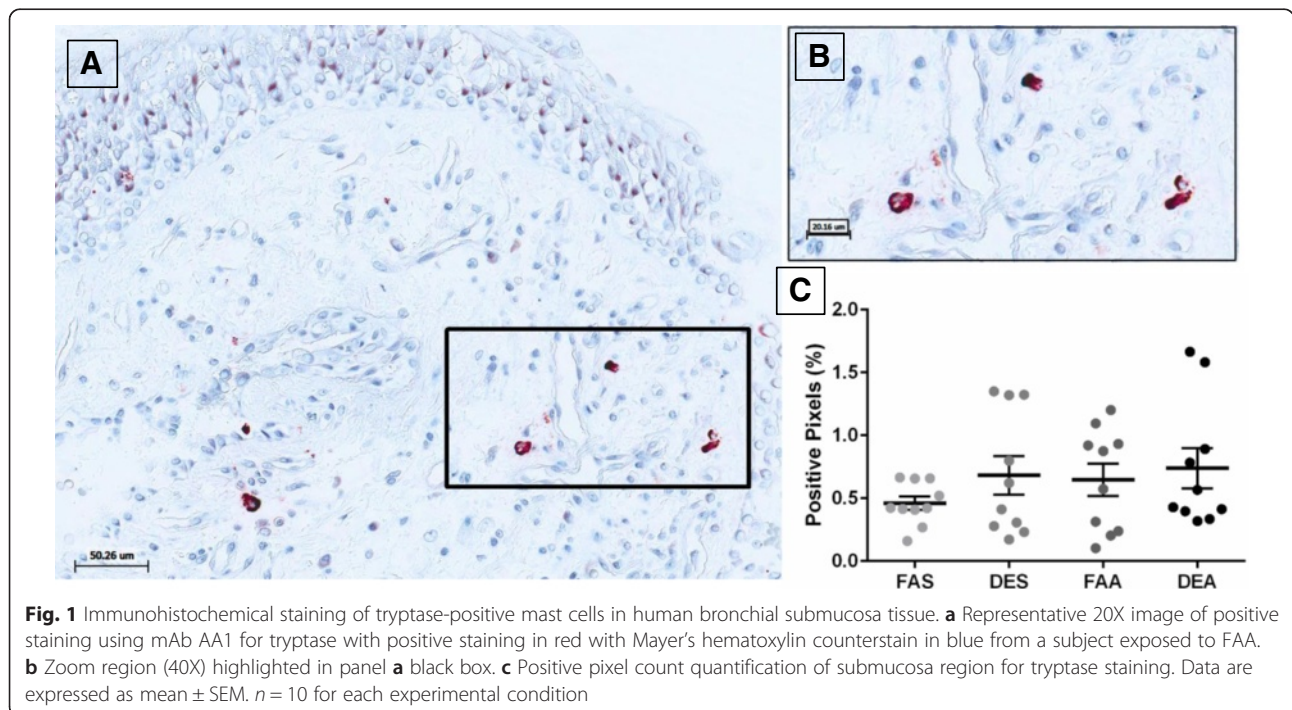 A
50.26 um
B
20.16 um
C
Positive Pixels (%)
2.0
1.5
1.0
0.5
0.0
FAS DES FAA DEA
Fig. 1 Immunohistochemical staining of tryptase-positive mast cells in human bronchial submucosa tissue. a Representative 20X image of positive
staining using mAb AA1 for tryptase with positive staining in red with Mayer's hematoxylin counterstain in blue from a subject exposed to FAA.
b Zoom region (40X) highlighted in panel a black box. c Positive pixel count quantification of submucosa region for tryptase staining. Data are
expressed as mean ± SEM. n = 10 for each experimental condition